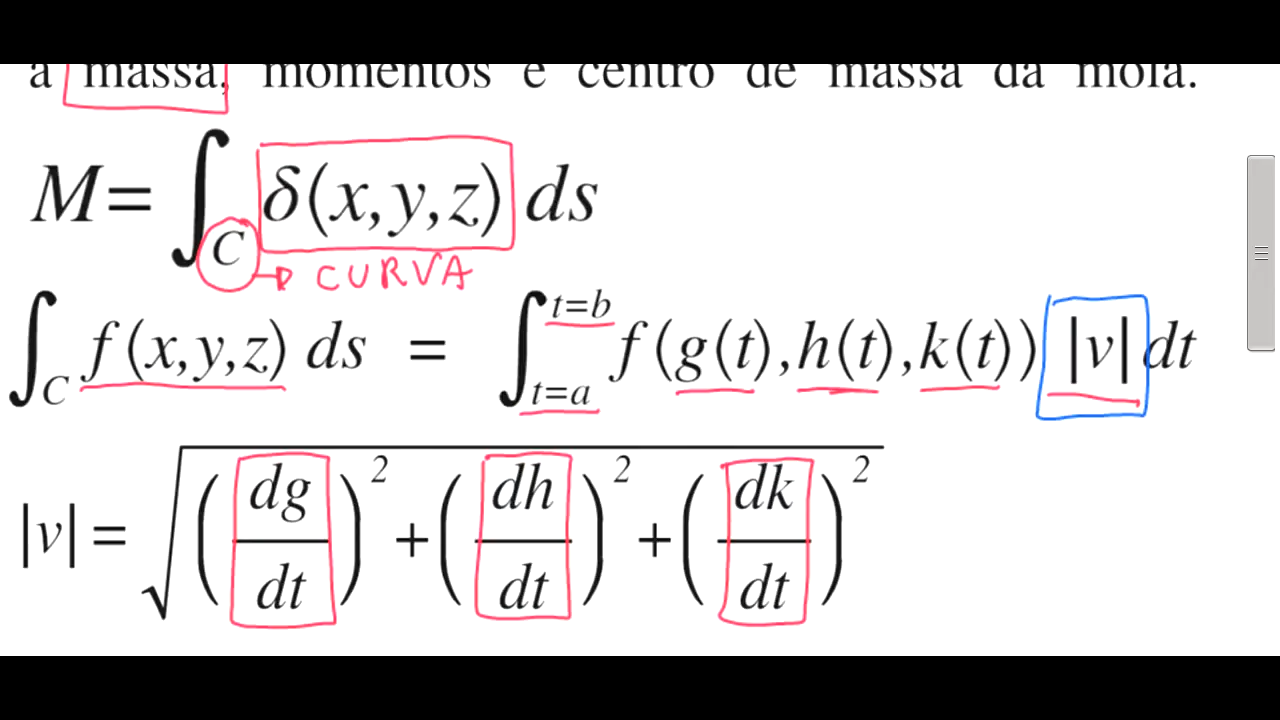 a massa, momentos e centro de massa da mola.
M = ∫_C δ(x,y,z) ds
→ CURVA
∫_C f(x,y,z) ds = ∫_{t=a}^{t=b} f(g(t),h(t),k(t)) |v| dt
|v| = √((dg/dt)^2 + (dh/dt)^2 + (dk/dt)^2)